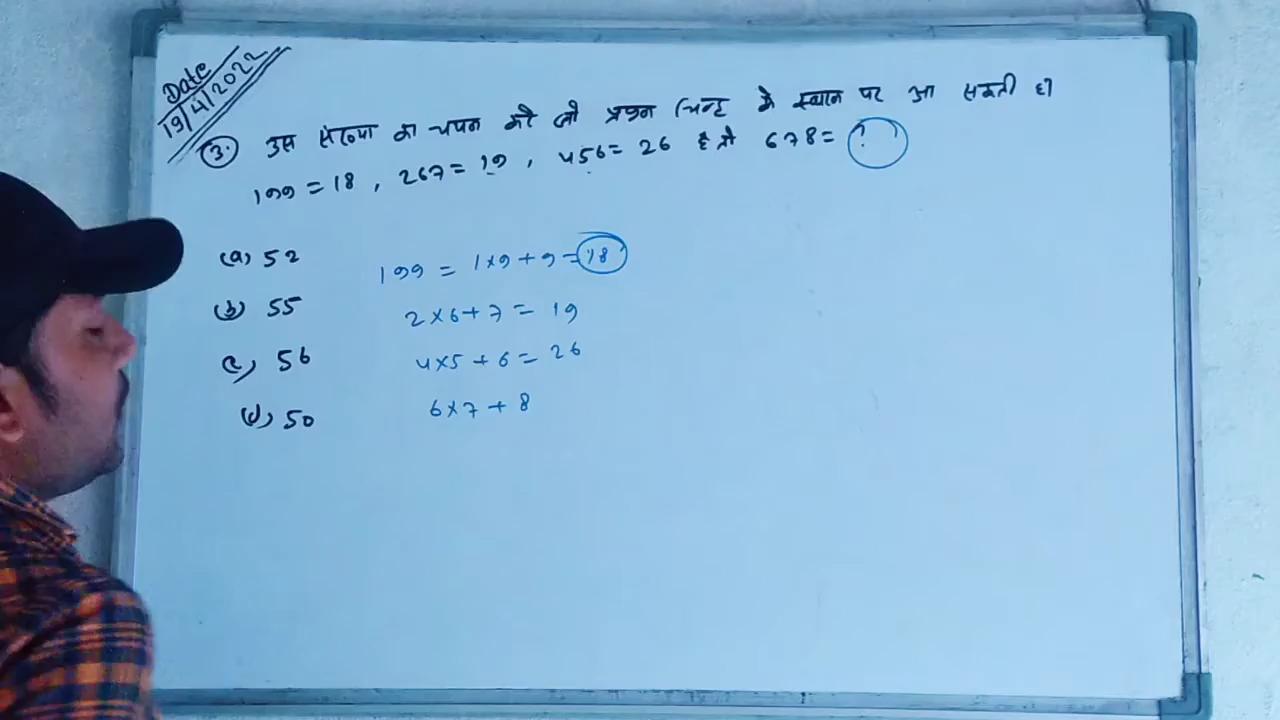 Date
19/4/2022
3. उस संख्या का चयन करे जो प्रश्न चिन्ह के स्थान पर आ सकती हो
199 = 18 , 267 = 19 , 456 = 26 है तो 678 = ?
(a) 52
(b) 55
(c) 56
(d) 50
199 = 1×9+9 = 18
2×6+7 = 19
4×5+6 = 26
6×7+8